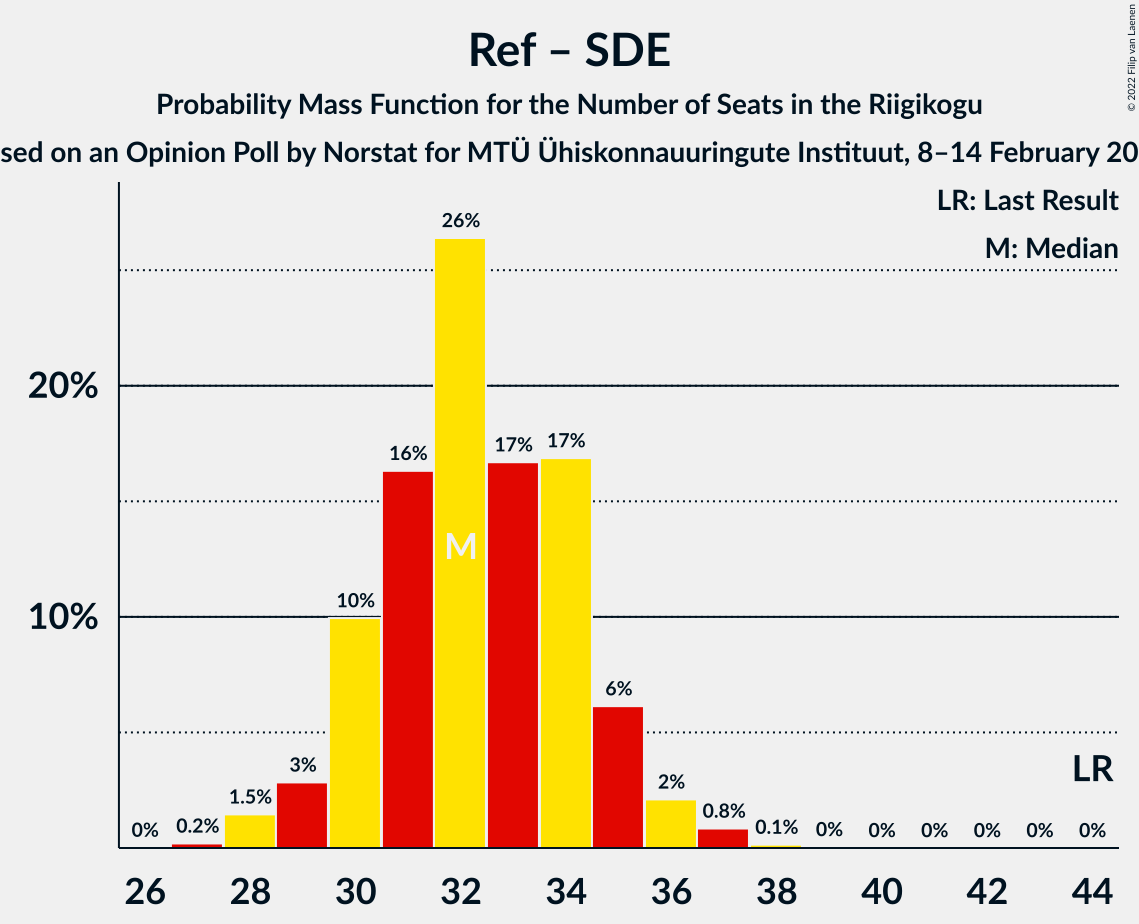 Ref – SDE
Probability Mass Function for the Number of Seats in the Riigikogu
sed on an Opinion Poll by Norstat for MTÜ Ühiskonnauuringute Instituut, 8–14 February 20
© 2022 Filip van Laenen
LR: Last Result
M: Median
26%
20%
16%
17%
17%
M
10%
10%
6%
3%
LR
1.5%
2%
0%
0.2%
0.8%
0.1%
0%
0%
0%
0%
0%
0%
26 28 30 32 34 36 38 40 42 44